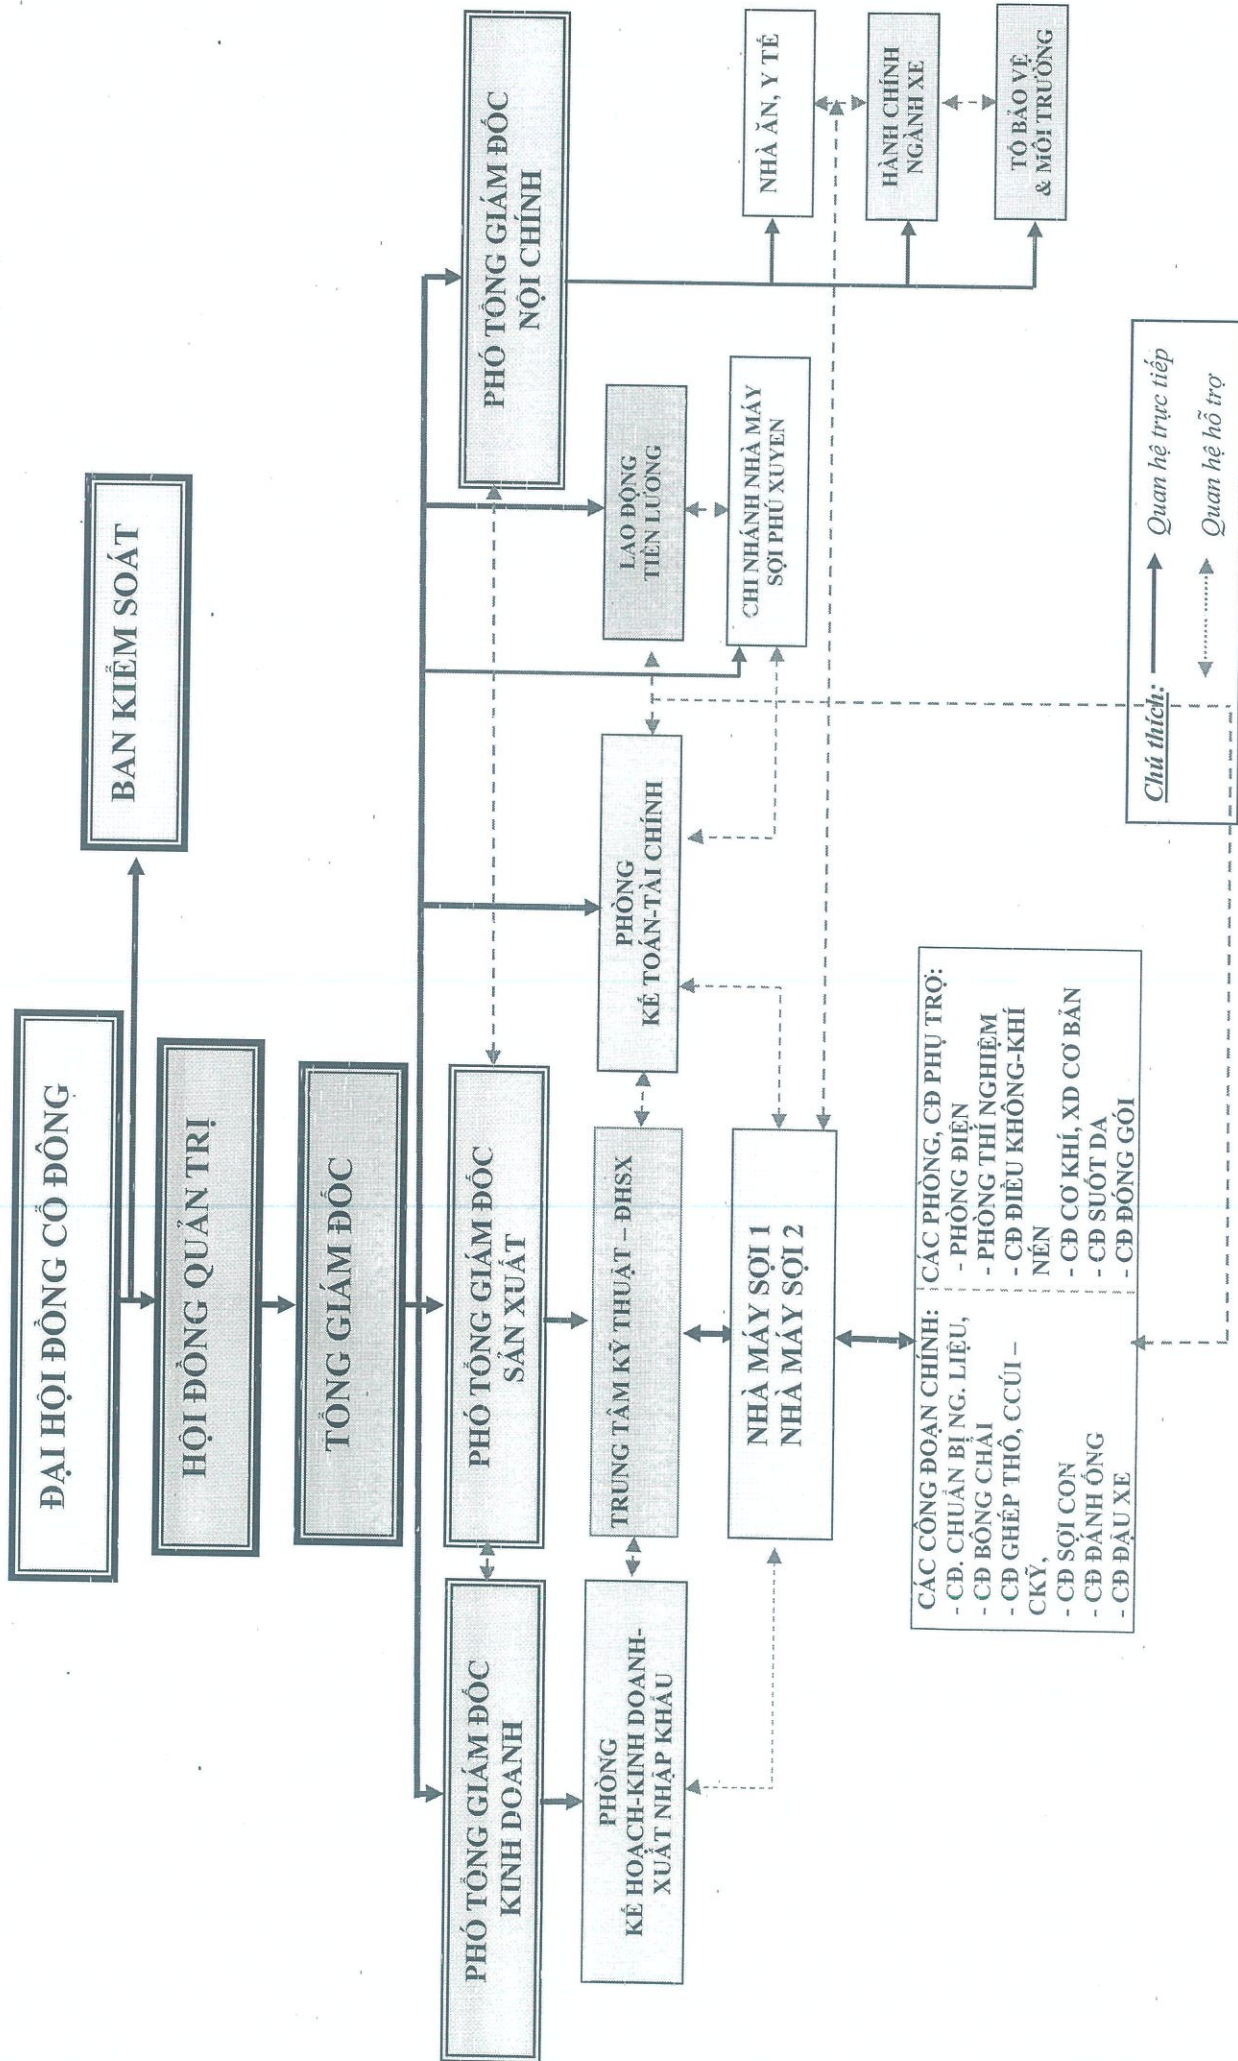 ĐẠI HỘI ĐỒNG CỔ ĐÔNG
BAN KIỂM SOÁT
HỘI ĐỒNG QUẢN TRỊ
TỔNG GIÁM ĐỐC
PHÓ TỔNG GIÁM ĐỐC
KINH DOANH
PHÓ TỔNG GIÁM ĐỐC
SẢN XUẤT
PHÓ TỔNG GIÁM ĐỐC
NỘI CHÍNH
PHÒNG
KẾ HOẠCH-KINH DOANH-
XUẤT NHẬP KHẨU
TRUNG TÂM KỸ THUẬT – ĐHSX
PHÒNG
KẾ TOÁN-TÀI CHÍNH
LAO ĐỘNG
TIỀN LƯƠNG
NHÀ MÁY SỢI 1
NHÀ MÁY SỢI 2
CHI NHÁNH NHÀ MÁY
SỢI PHÚ XUYÊN
NHÀ ĂN, Y TẾ
HÀNH CHÍNH
NGÀNH XE
TỔ BẢO VỆ
& MÔI TRƯỜNG
CÁC CÔNG ĐOẠN CHÍNH:
- CĐ. CHUẨN BỊ NG. LIỆU,
- CĐ BÔNG CHẢI
- CĐ GHÉP THÔ, CCÚI –
CKỸ,
- CĐ SỢI CON
- CĐ ĐÁNH ỐNG
- CĐ ĐẬU XE
CÁC PHÒNG, CĐ PHỤ TRỢ:
- PHÒNG ĐIỆN
- PHÒNG THÍ NGHIỆM
- CĐ ĐIỀU KHÔNG-KHÍ
NÉN
- CĐ CƠ KHÍ, XD CƠ BẢN
- CĐ SUỐT DA
- CĐ ĐÓNG GÓI
Chú thích: Quan hệ trực tiếp
Quan hệ hỗ trợ